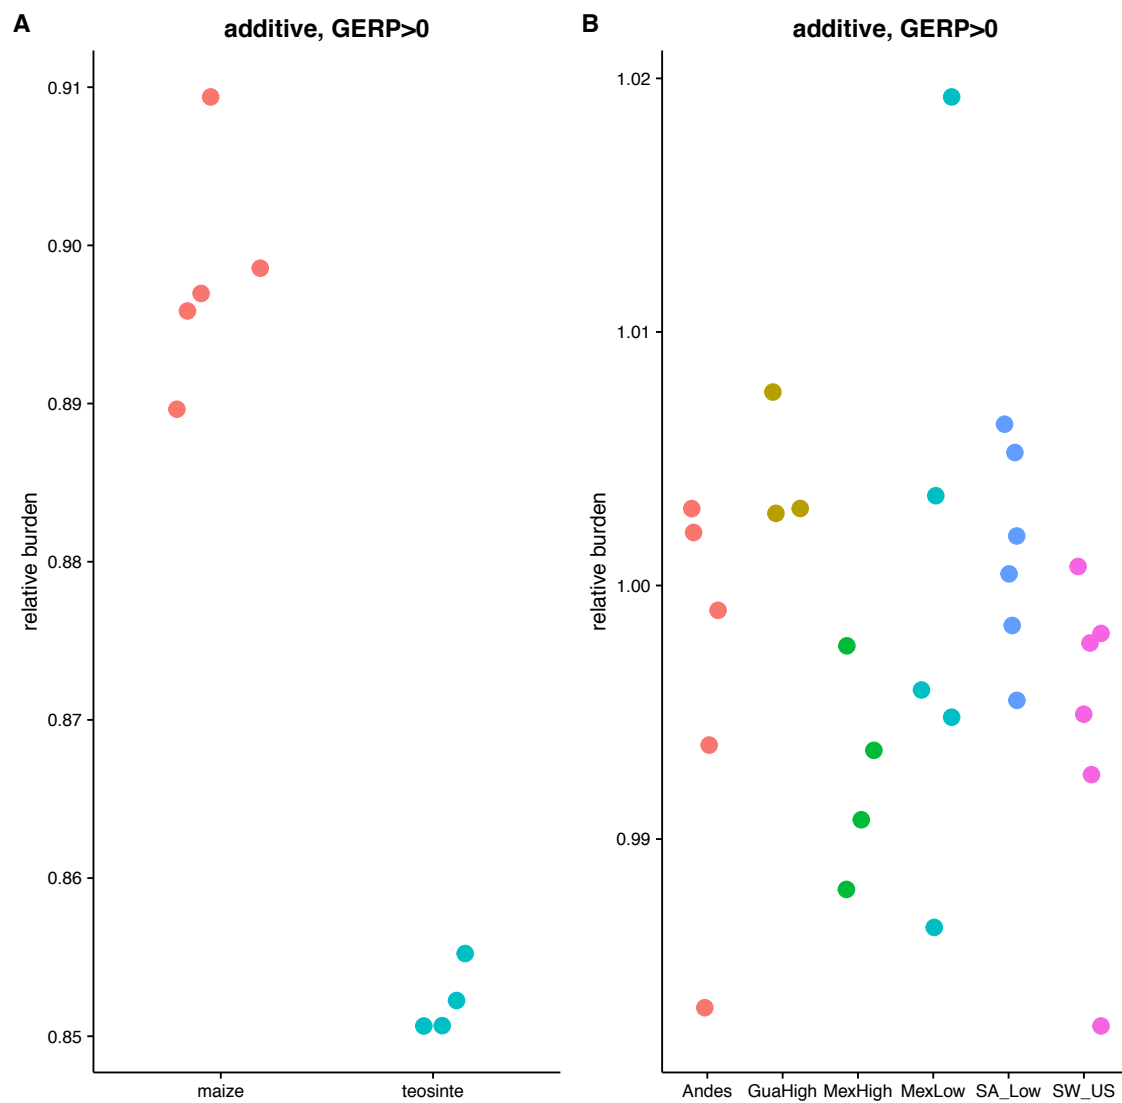 A
additive, GERP>0
relative burden
0.91
0.90
0.89
0.88
0.87
0.86
0.85
maize teosinte
B
additive, GERP>0
relative burden
1.02
1.01
1.00
0.99
Andes GuaHigh MexHigh MexLow SA_Low SW_US